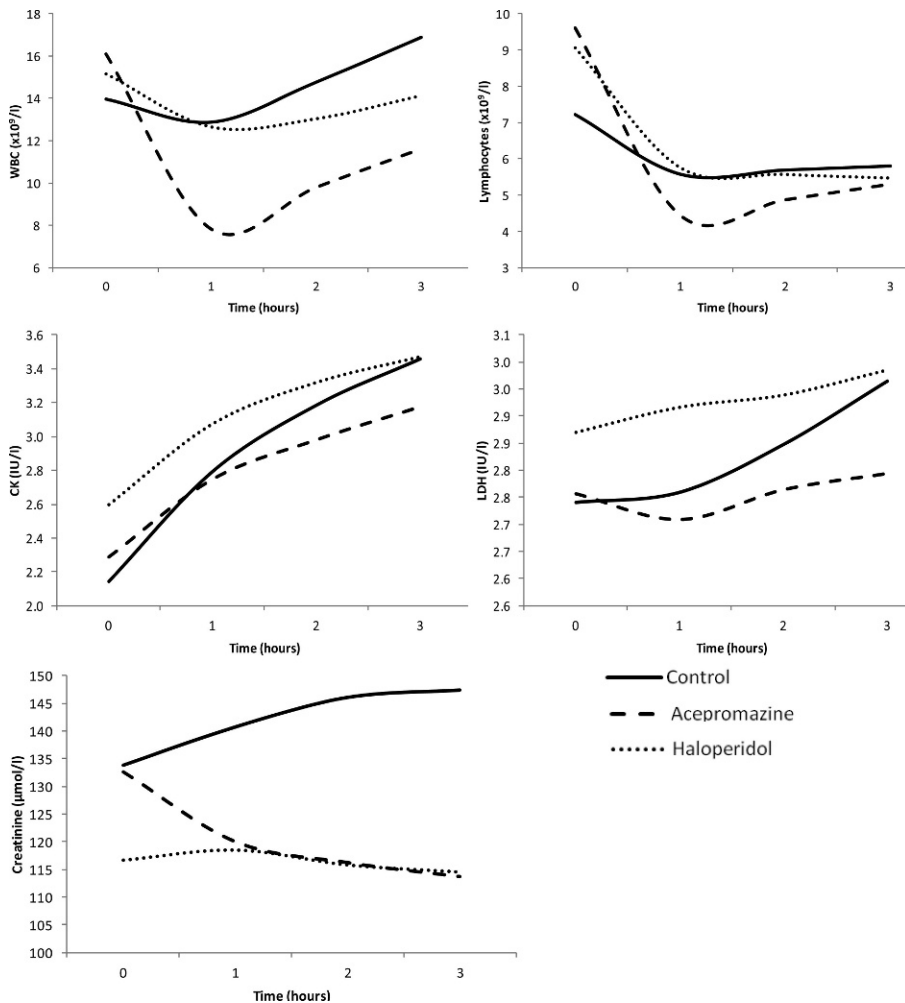 18
16
14
12
10
8
6
WBC (x10⁹/l)
0 1 2 3
Time (hours)
10
9
8
7
6
5
4
3
Lymphocytes (x10⁹/l)
0 1 2 3
Time (hours)
3.6
3.4
3.2
3.0
2.8
2.6
2.4
2.2
2.0
CK (IU/l)
0 1 2 3
Time (hours)
3.1
3.0
3.0
2.9
2.9
2.8
2.8
2.7
2.7
2.6
2.6
LDH (IU/l)
0 1 2 3
Time (hours)
150
145
140
135
130
125
120
115
110
105
100
Creatinine (µmol/l)
0 1 2 3
Time (hours)
Control
Acepromazine
Haloperidol